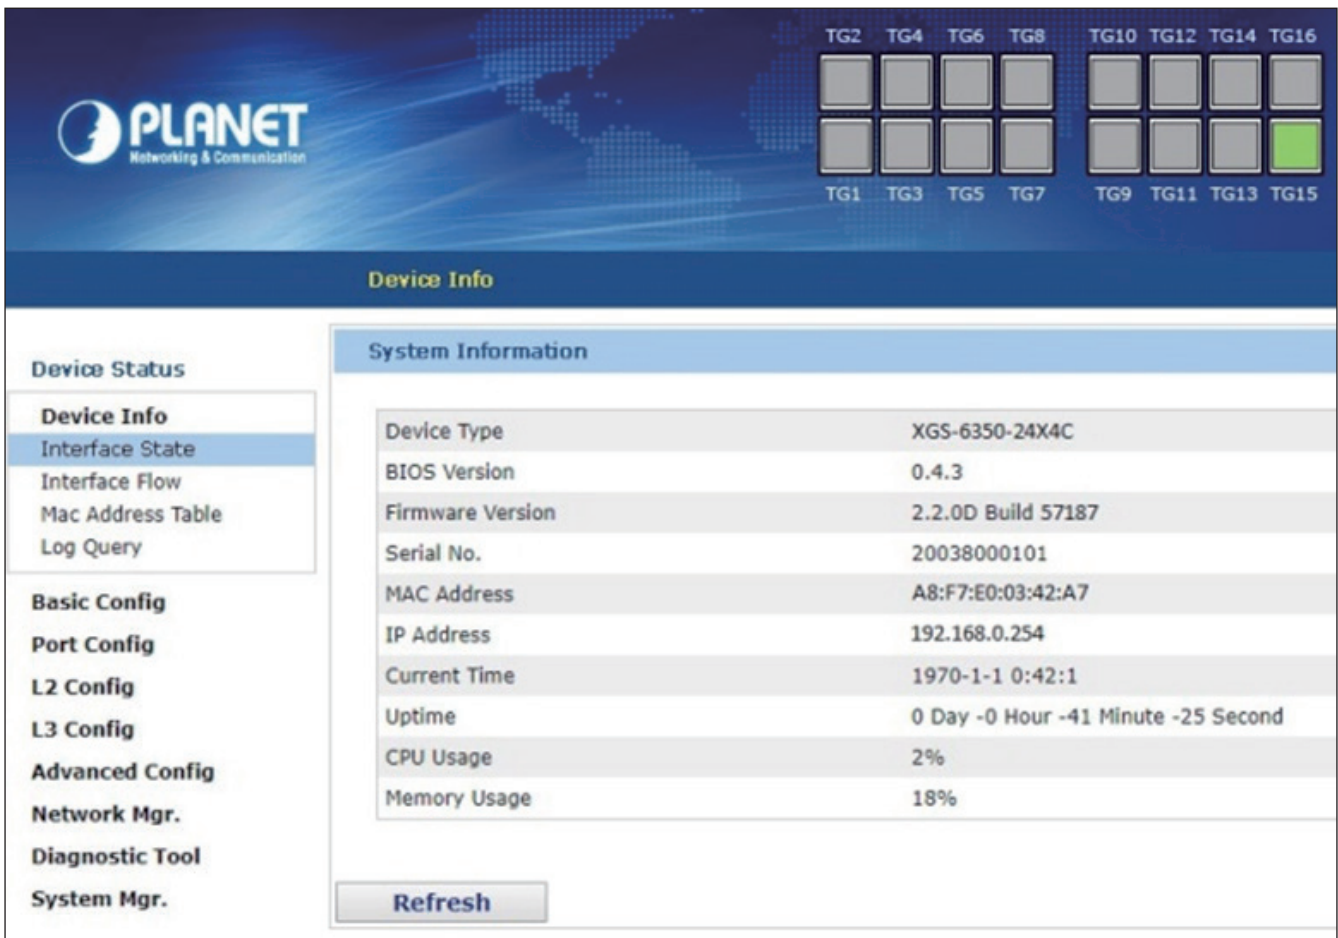 TG2 TG4 TG6 TG8 TG10 TG12 TG14 TG16
PLANET
Networking & Communication
TG1 TG3 TG5 TG7 TG9 TG11 TG13 TG15
Device Info
Device Status
Device Info
Interface State
Interface Flow
Mac Address Table
Log Query
Basic Config
Port Config
L2 Config
L3 Config
Advanced Config
Network Mgr.
Diagnostic Tool
System Mgr.
System Information
Device Type XGS-6350-24X4C
BIOS Version 0.4.3
Firmware Version 2.2.0D Build 57187
Serial No. 20038000101
MAC Address A8:F7:E0:03:42:A7
IP Address 192.168.0.254
Current Time 1970-1-1 0:42:1
Uptime 0 Day -0 Hour -41 Minute -25 Second
CPU Usage 2%
Memory Usage 18%
Refresh